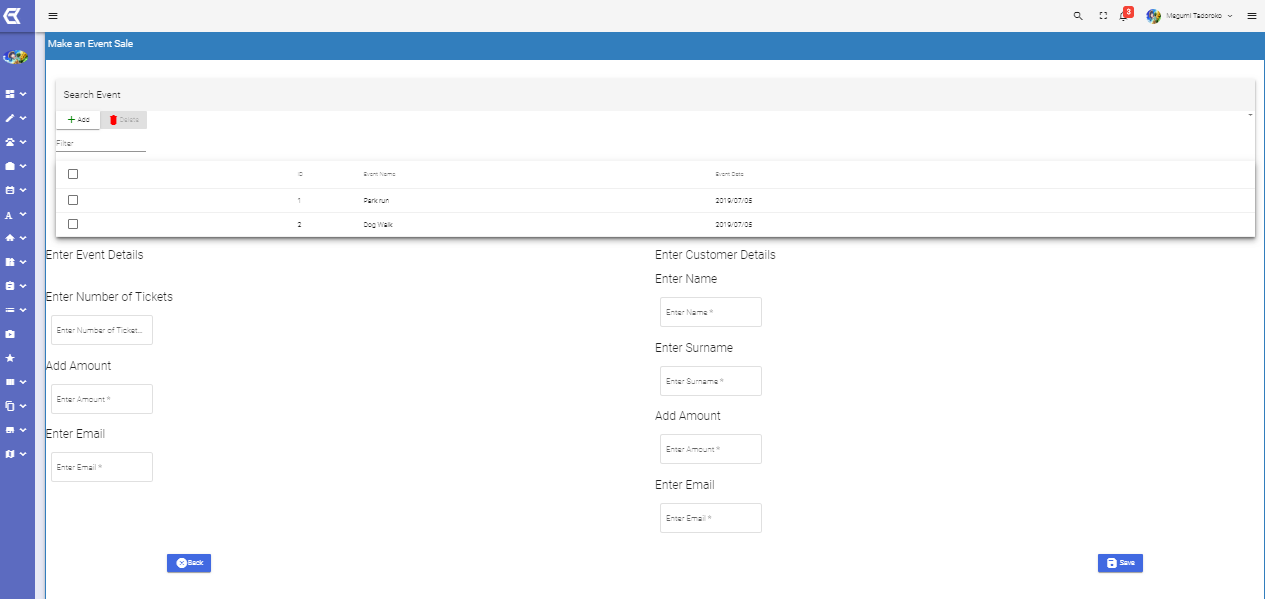 3
Megumi Tadoroko
Make an Event Sale
Search Event
Add Delete
Filter
ID Event Name Event Date
1 Park run 2019/07/05
2 Dog Walk 2019/07/05
Enter Event Details
Enter Number of Tickets
Enter Number of Ticket...
Add Amount
Enter Amount *
Enter Email
Enter Email *
Enter Customer Details
Enter Name
Enter Name *
Enter Surname
Enter Surname *
Add Amount
Enter Amount *
Enter Email
Enter Email *
Back
Save